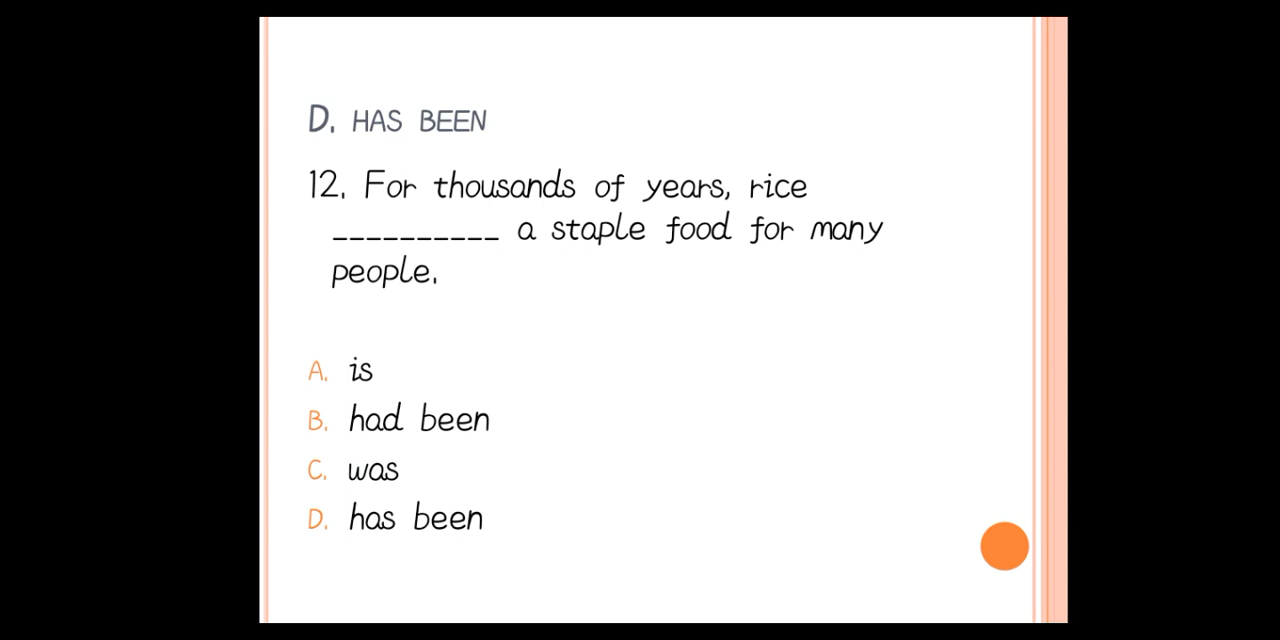 D. HAS BEEN
12. For thousands of years, rice
__________ a staple food for many
people.
A. is
B. had been
C. was
D. has been